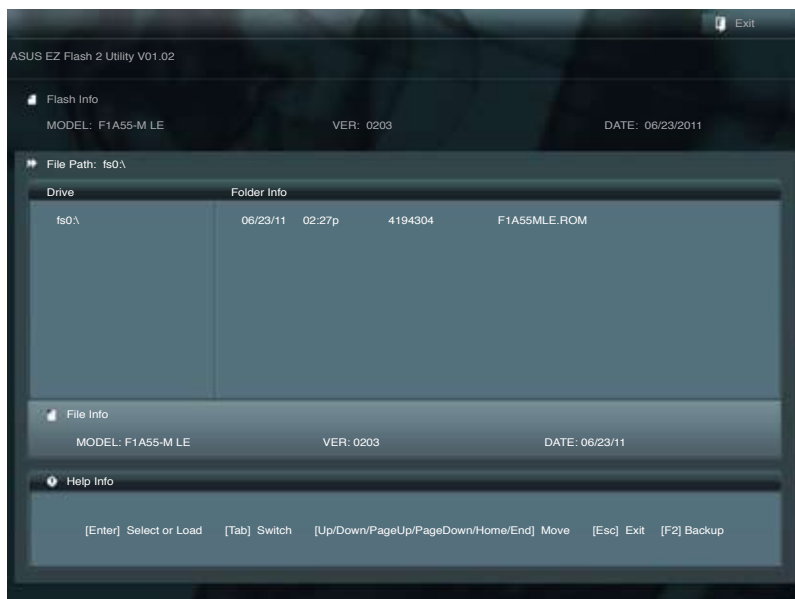 Exit
ASUS EZ Flash 2 Utility V01.02
Flash Info
MODEL: F1A55-M LE VER: 0203 DATE: 06/23/2011
File Path: fs0:\
Drive Folder Info
fs0:\ 06/23/11 02:27p 4194304 F1A55MLE.ROM
File Info
MODEL: F1A55-M LE VER: 0203 DATE: 06/23/11
Help Info
[Enter] Select or Load [Tab] Switch [Up/Down/PageUp/PageDown/Home/End] Move [Esc] Exit [F2] Backup